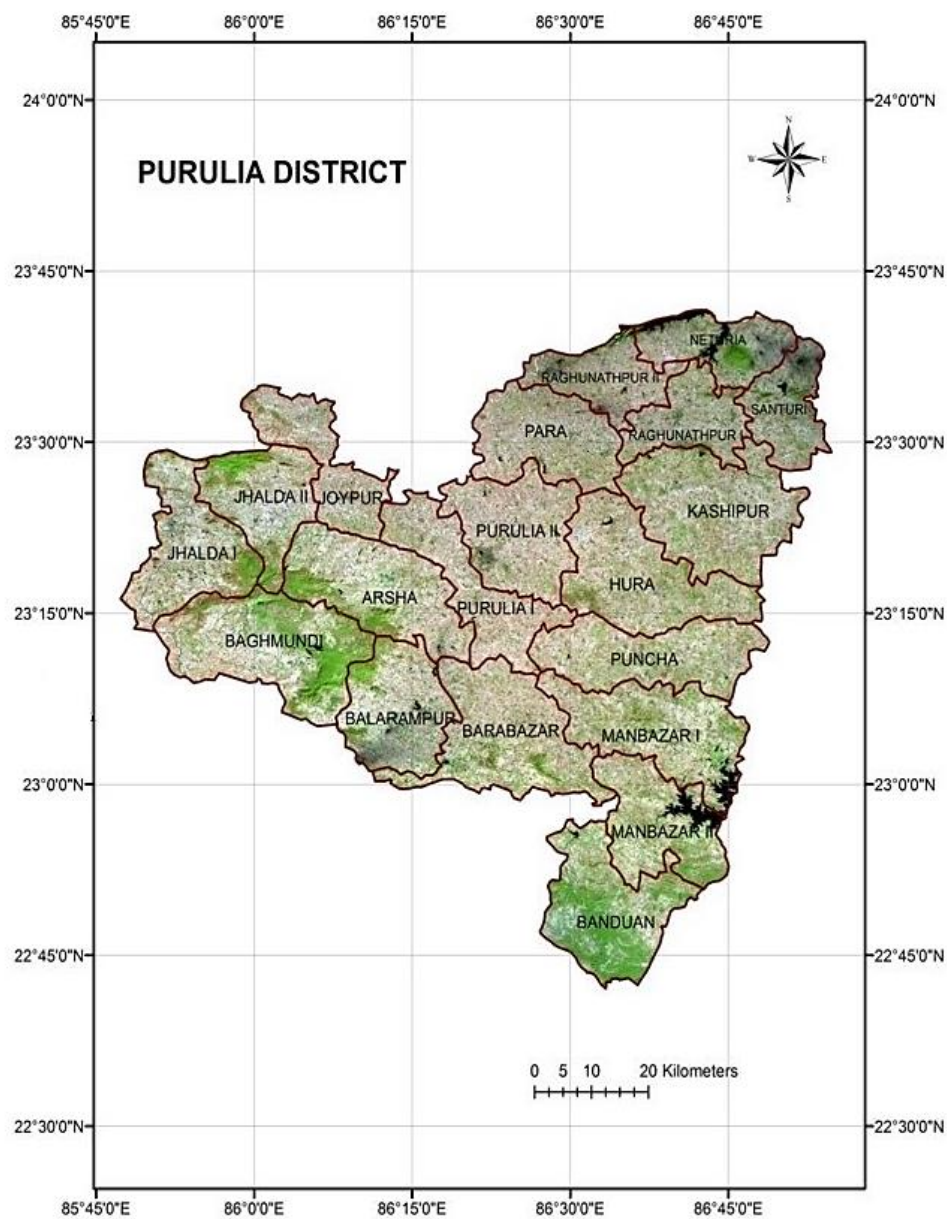 85°45'0"E 86°0'0"E 86°15'0"E 86°30'0"E 86°45'0"E
24°0'0"N 24°0'0"N
N
W E
S
PURULIA DISTRICT
23°45'0"N 23°45'0"N
NETURIA
RAGHUNATHPUR II
SANTURI
PARA RAGHUNATHPUR I
23°30'0"N 23°30'0"N
JHALDA II JOYPUR
KASHIPUR
PURULIA II
JHALDA I
HURA
ARSHA
PURULIA I
23°15'0"N 23°15'0"N
BAGHMUNDI
PUNCHA
BALARAMPUR
BARABAZAR MANBAZAR I
23°0'0"N 23°0'0"N
MANBAZAR II
BANDUAN
22°45'0"N 22°45'0"N
0 5 10 20 Kilometers
22°30'0"N 22°30'0"N
85°45'0"E 86°0'0"E 86°15'0"E 86°30'0"E 86°45'0"E